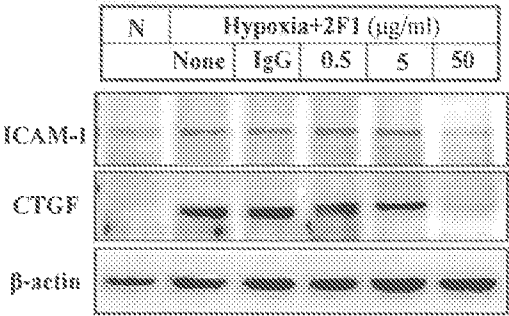 N Hypoxia+2F1 (μg/ml)
None IgG 0.5 5 50
ICAM-1
CTGF
β-actin